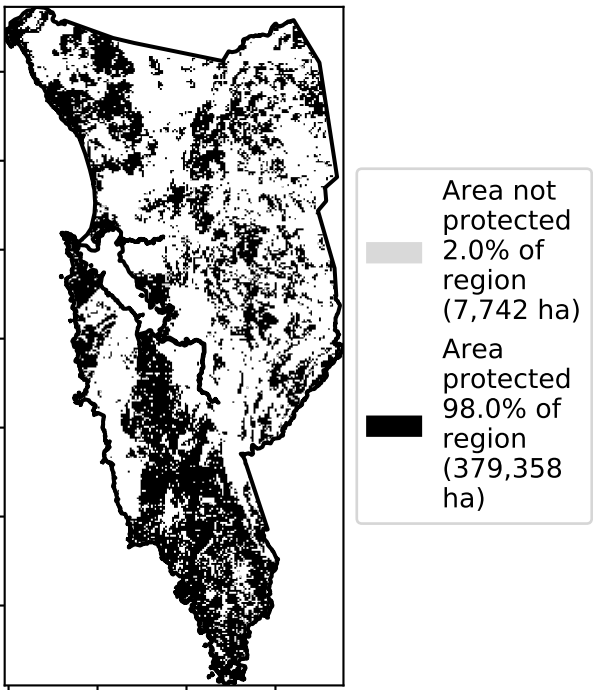 Area not
protected
2.0% of
region
(7,742 ha)
Area
protected
98.0% of
region
(379,358
ha)